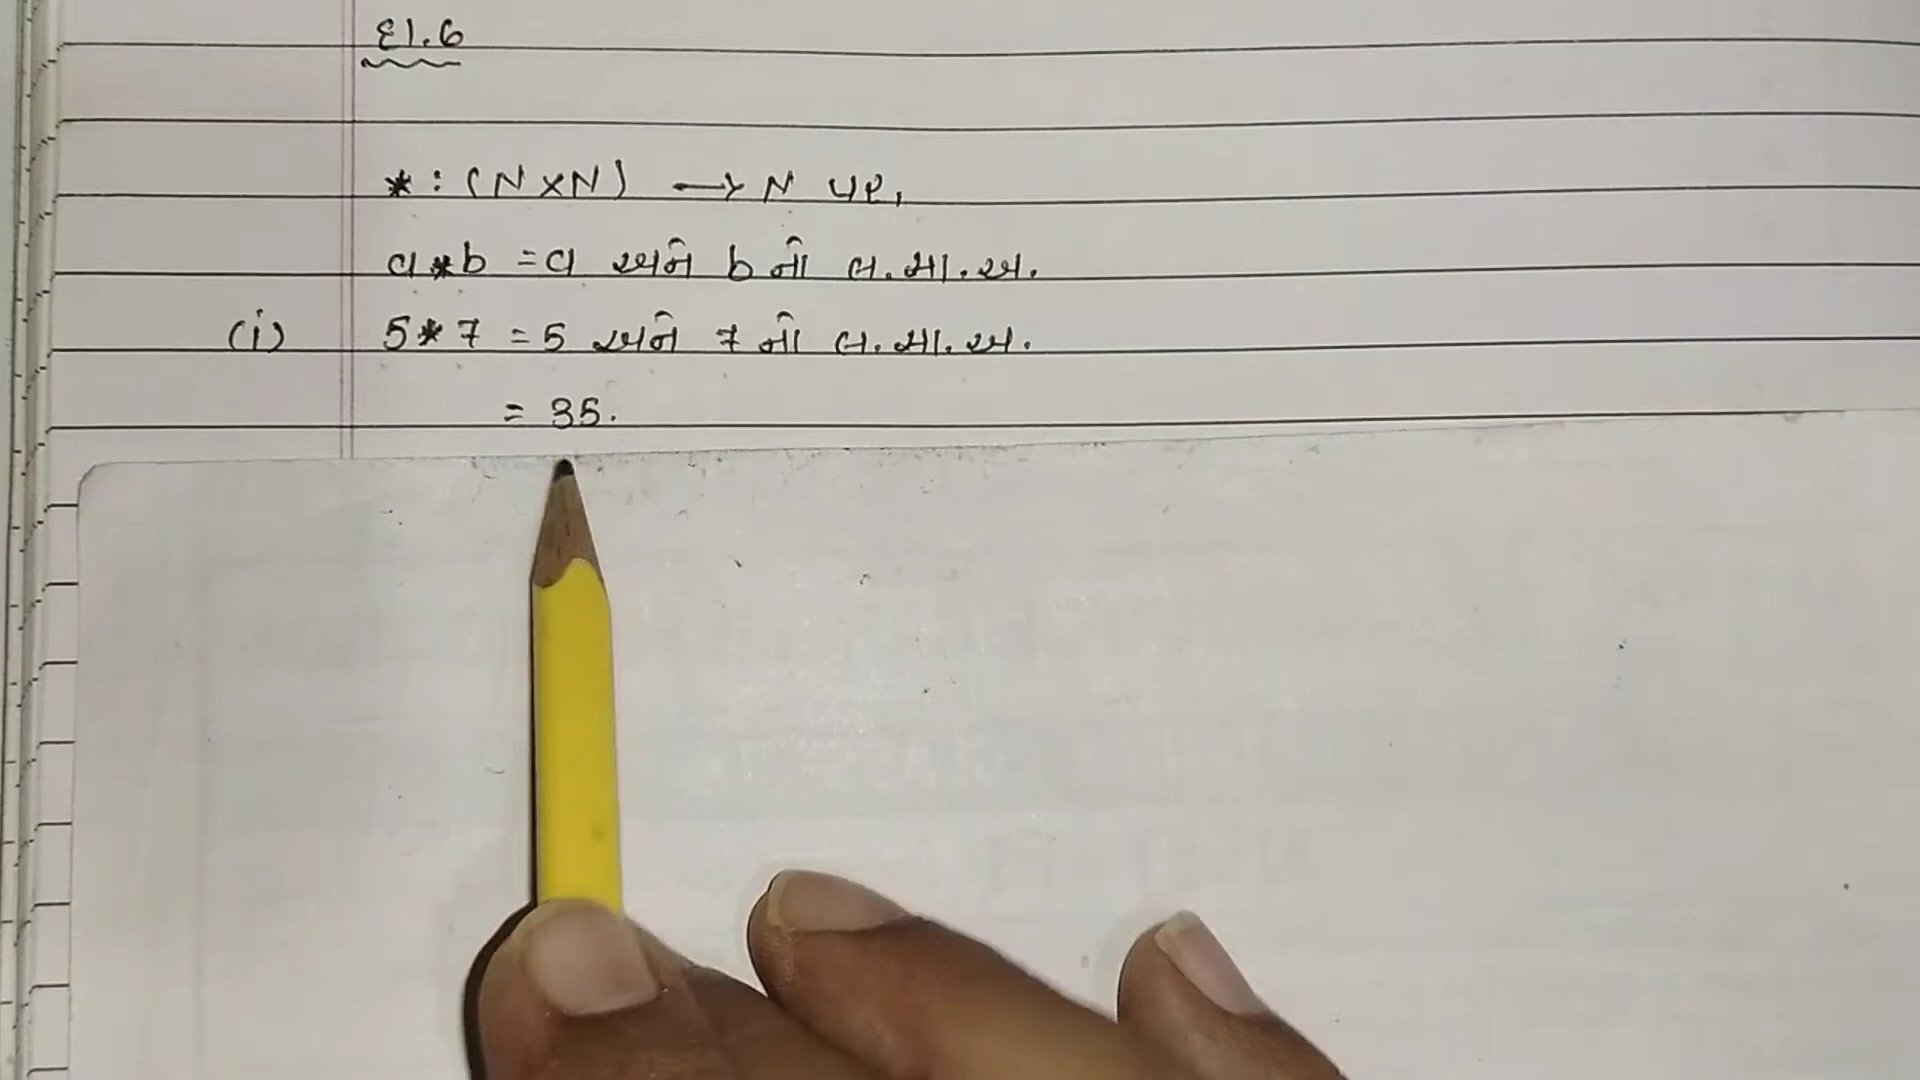 દા.6
* : (N×N) → N પર,
a * b = a અને b નો લ.સા.અ.
(i) 5 * 7 = 5 અને 7 નો લ.સા.અ.
= 35.